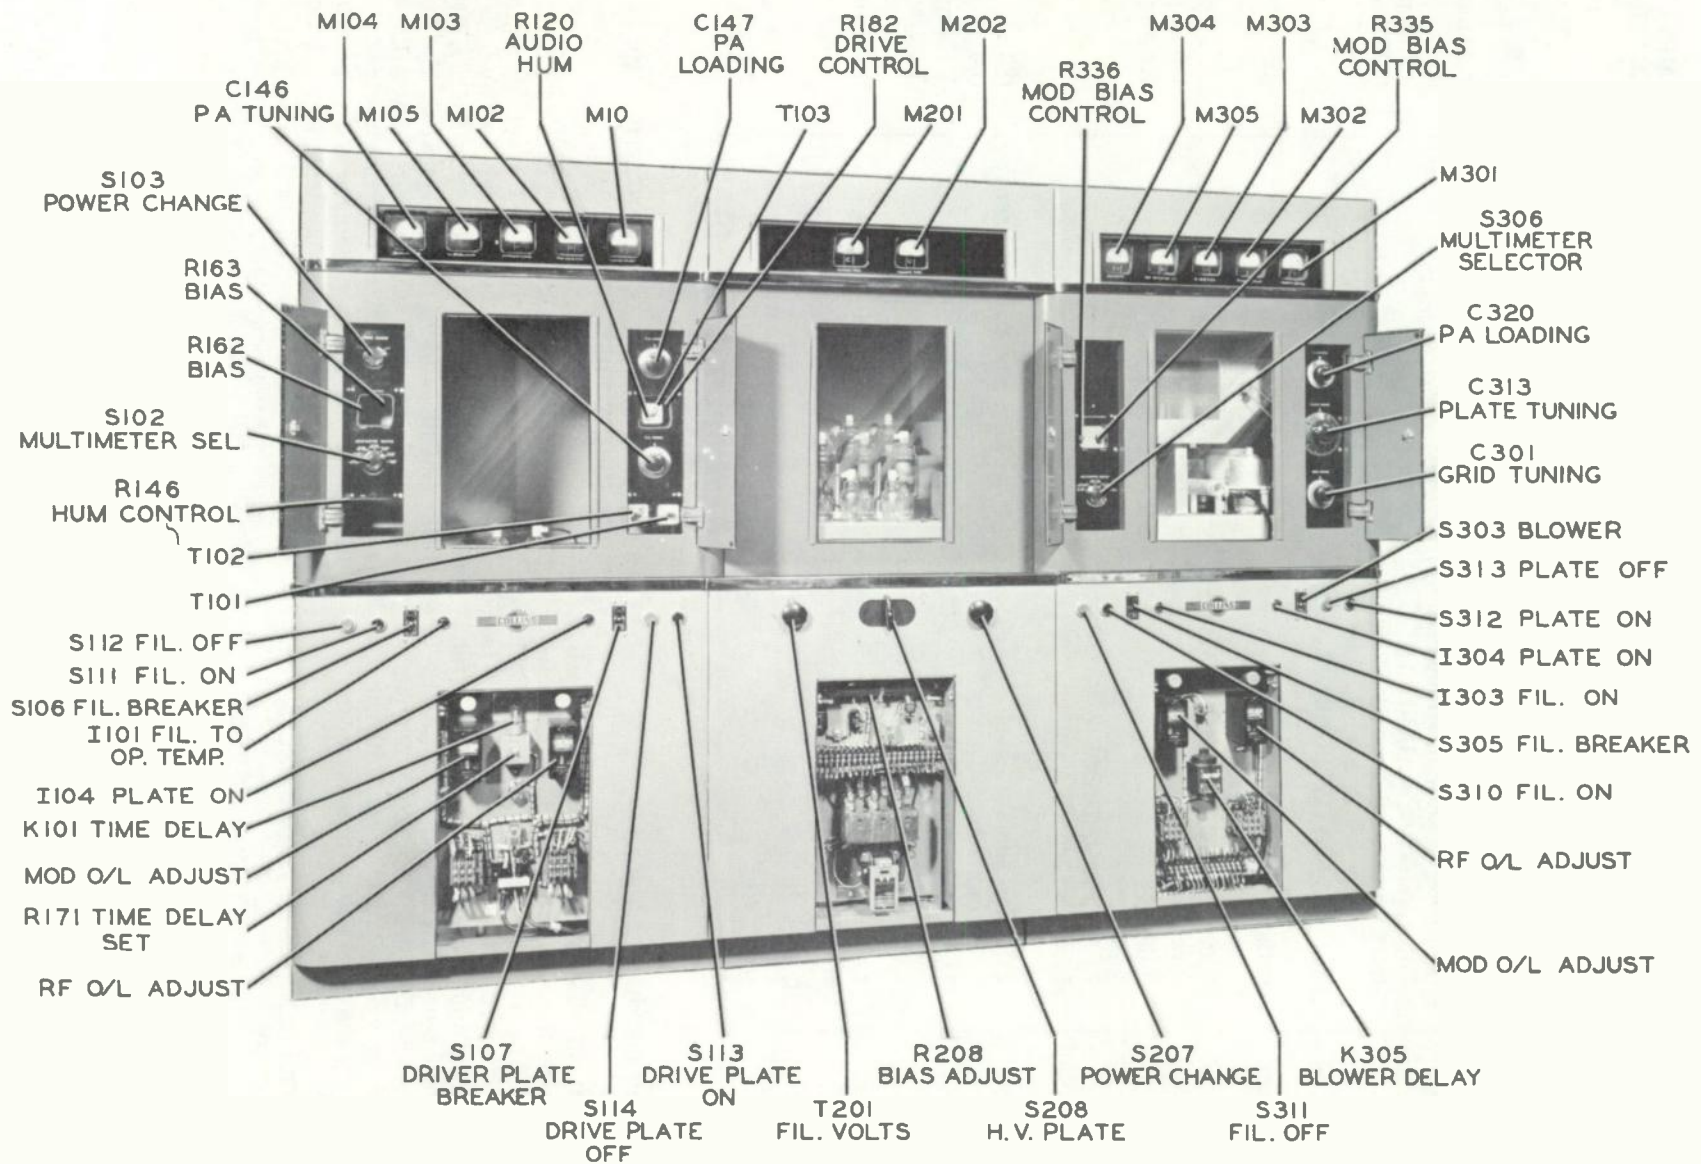 M104
M103
R120
AUDIO
HUM
C147
PA
LOADING
R182
DRIVE
CONTROL
M202
M304
M303
R335
MOD BIAS
CONTROL
C146
PA TUNING
M105
M102
M10
T103
M201
R336
MOD BIAS
CONTROL
M305
M302
S103
POWER CHANGE
M301
S306
MULTIMETER
SELECTOR
R163
BIAS
R162
BIAS
C320
PA LOADING
S102
MULTIMETER SEL
C313
PLATE TUNING
R146
HUM CONTROL
C301
GRID TUNING
T102
S303 BLOWER
T101
S313 PLATE OFF
COLLINS
COLLINS
S112 FIL. OFF
S312 PLATE ON
S111 FIL. ON
I304 PLATE ON
S106 FIL. BREAKER
I303 FIL. ON
I101 FIL. TO
OP. TEMP.
S305 FIL. BREAKER
I104 PLATE ON
S310 FIL. ON
K101 TIME DELAY
MOD O/L ADJUST
RF O/L ADJUST
R171 TIME DELAY
SET
RF O/L ADJUST
MOD O/L ADJUST
S107
DRIVER PLATE
BREAKER
S113
DRIVE PLATE
ON
R208
BIAS ADJUST
S207
POWER CHANGE
K305
BLOWER DELAY
S114
DRIVE PLATE
OFF
T201
FIL. VOLTS
S208
H.V. PLATE
S311
FIL. OFF